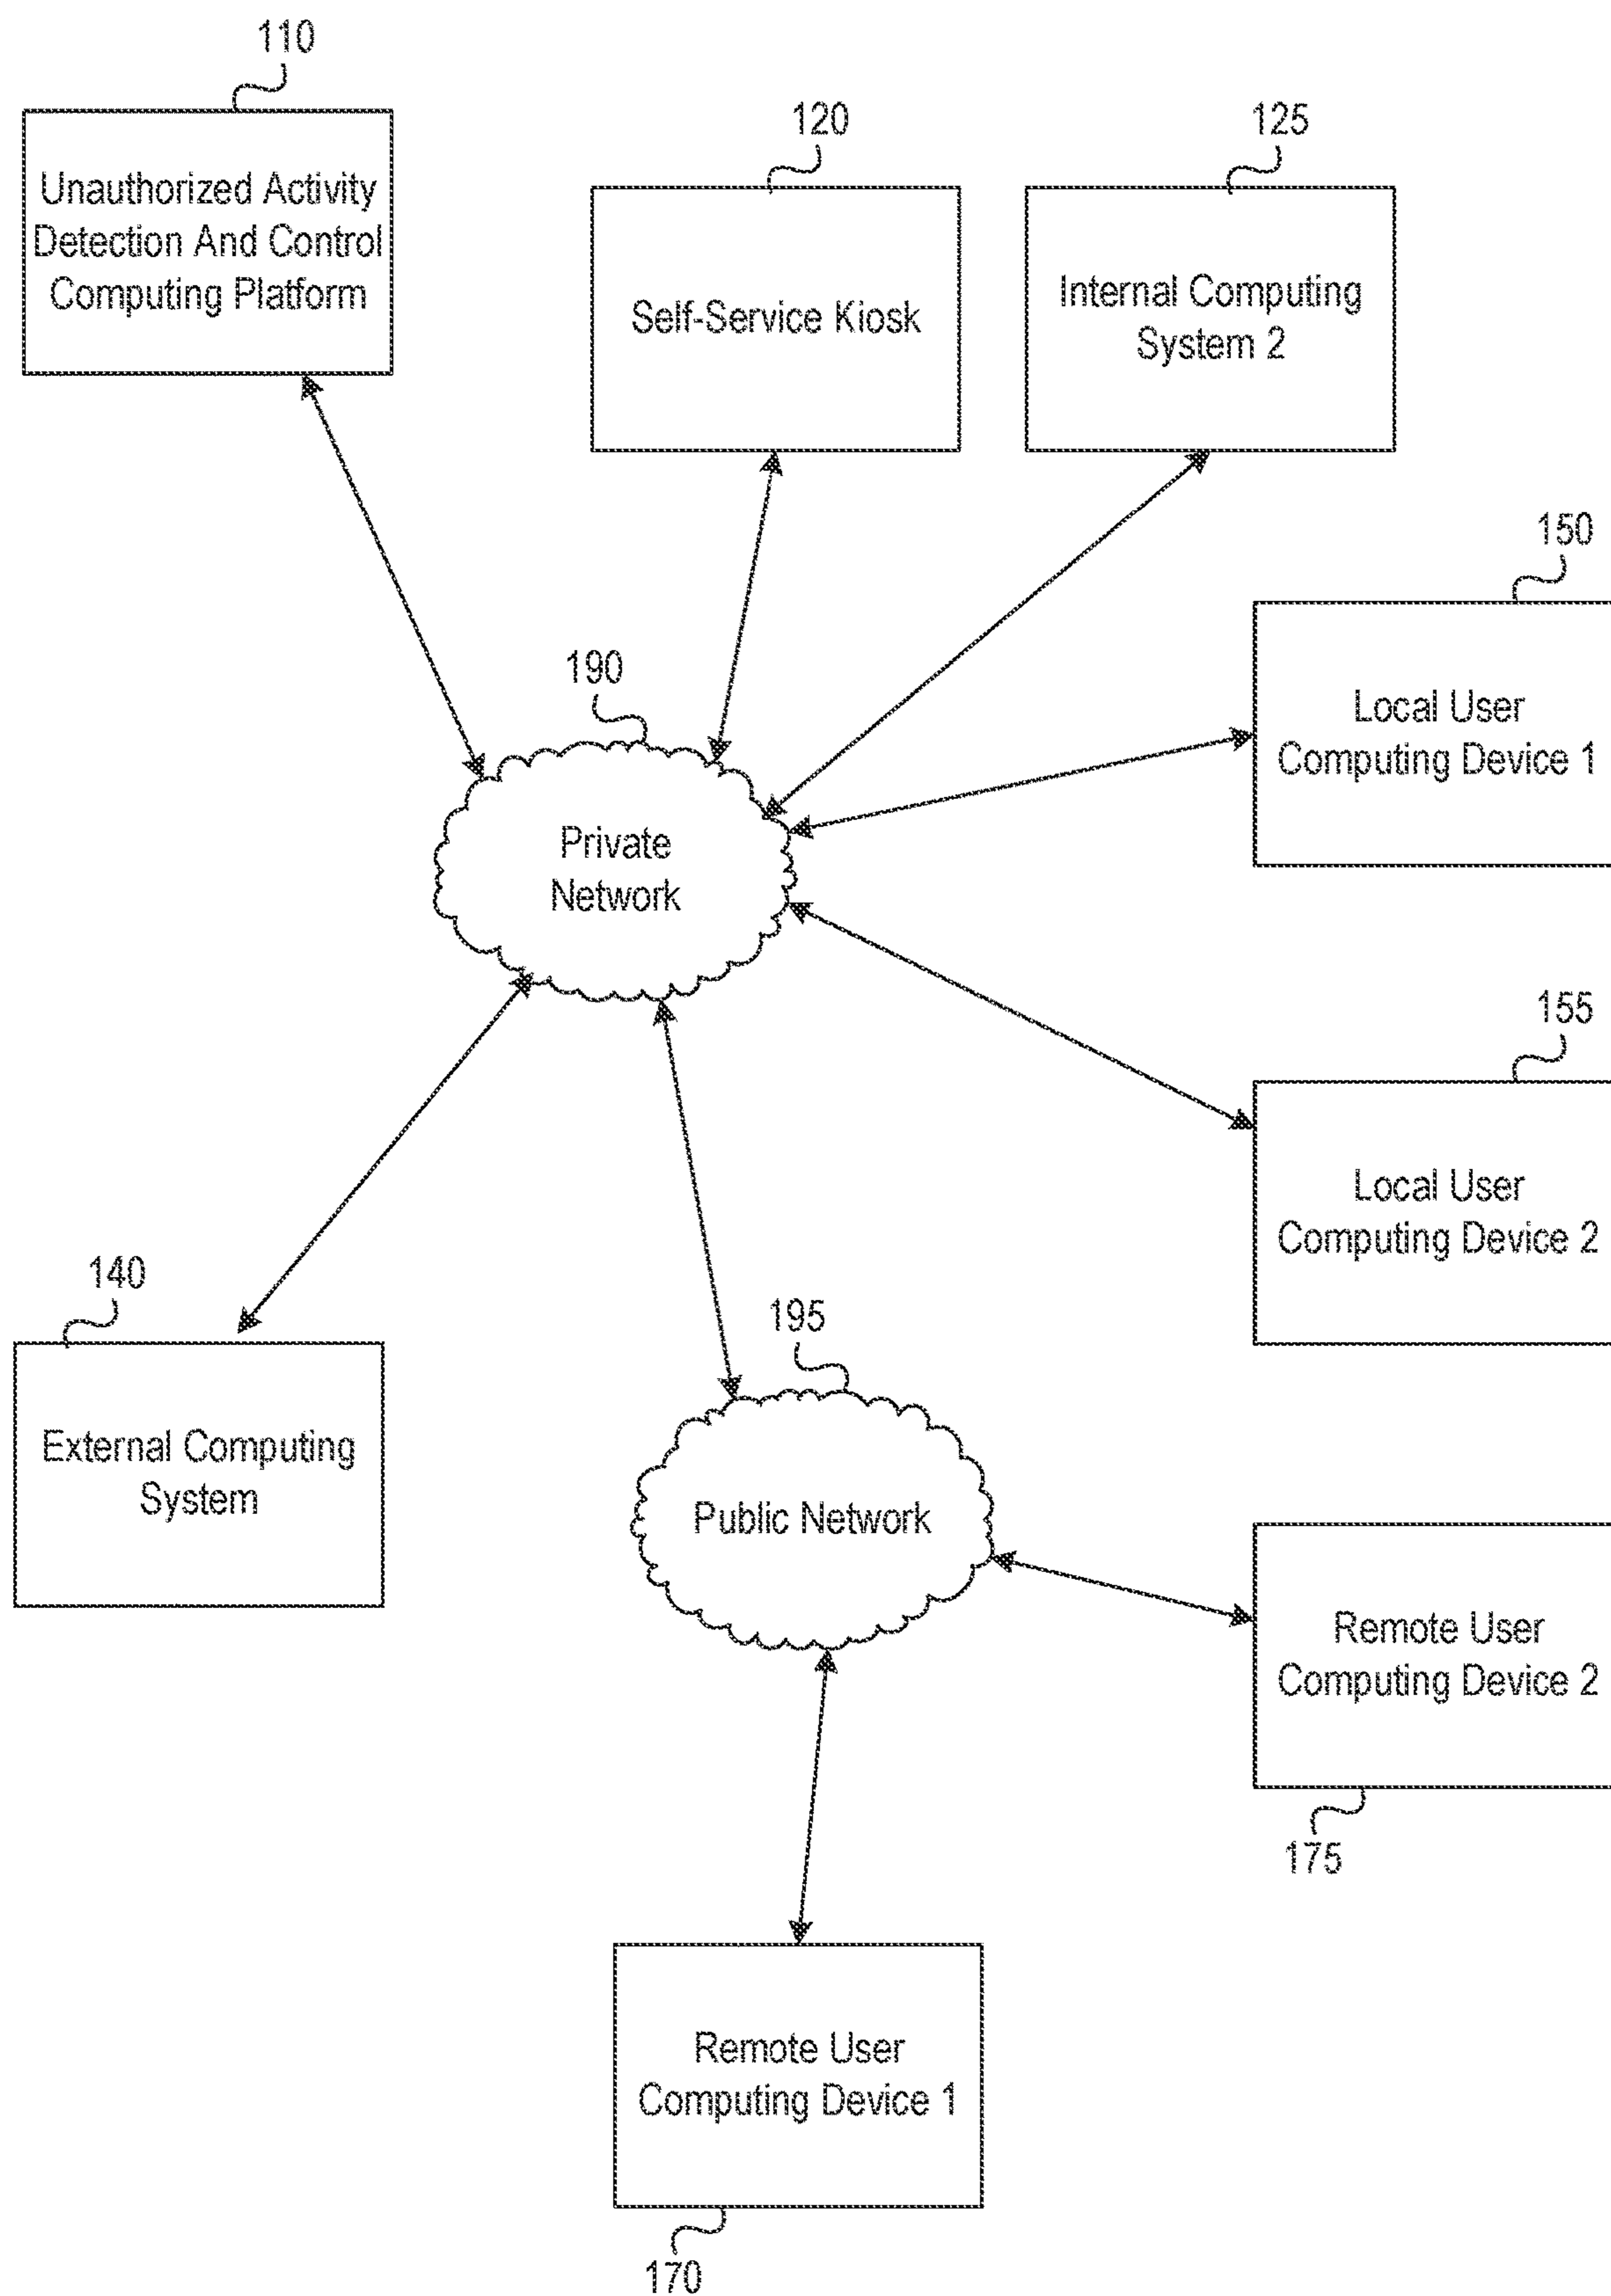 110
Unauthorized Activity
Detection And Control
Computing Platform
120
Self-Service Kiosk
125
Internal Computing
System 2
150
Local User
Computing Device 1
190
Private
Network
155
Local User
Computing Device 2
140
External Computing
System
195
Public Network
Remote User
Computing Device 2
175
Remote User
Computing Device 1
170